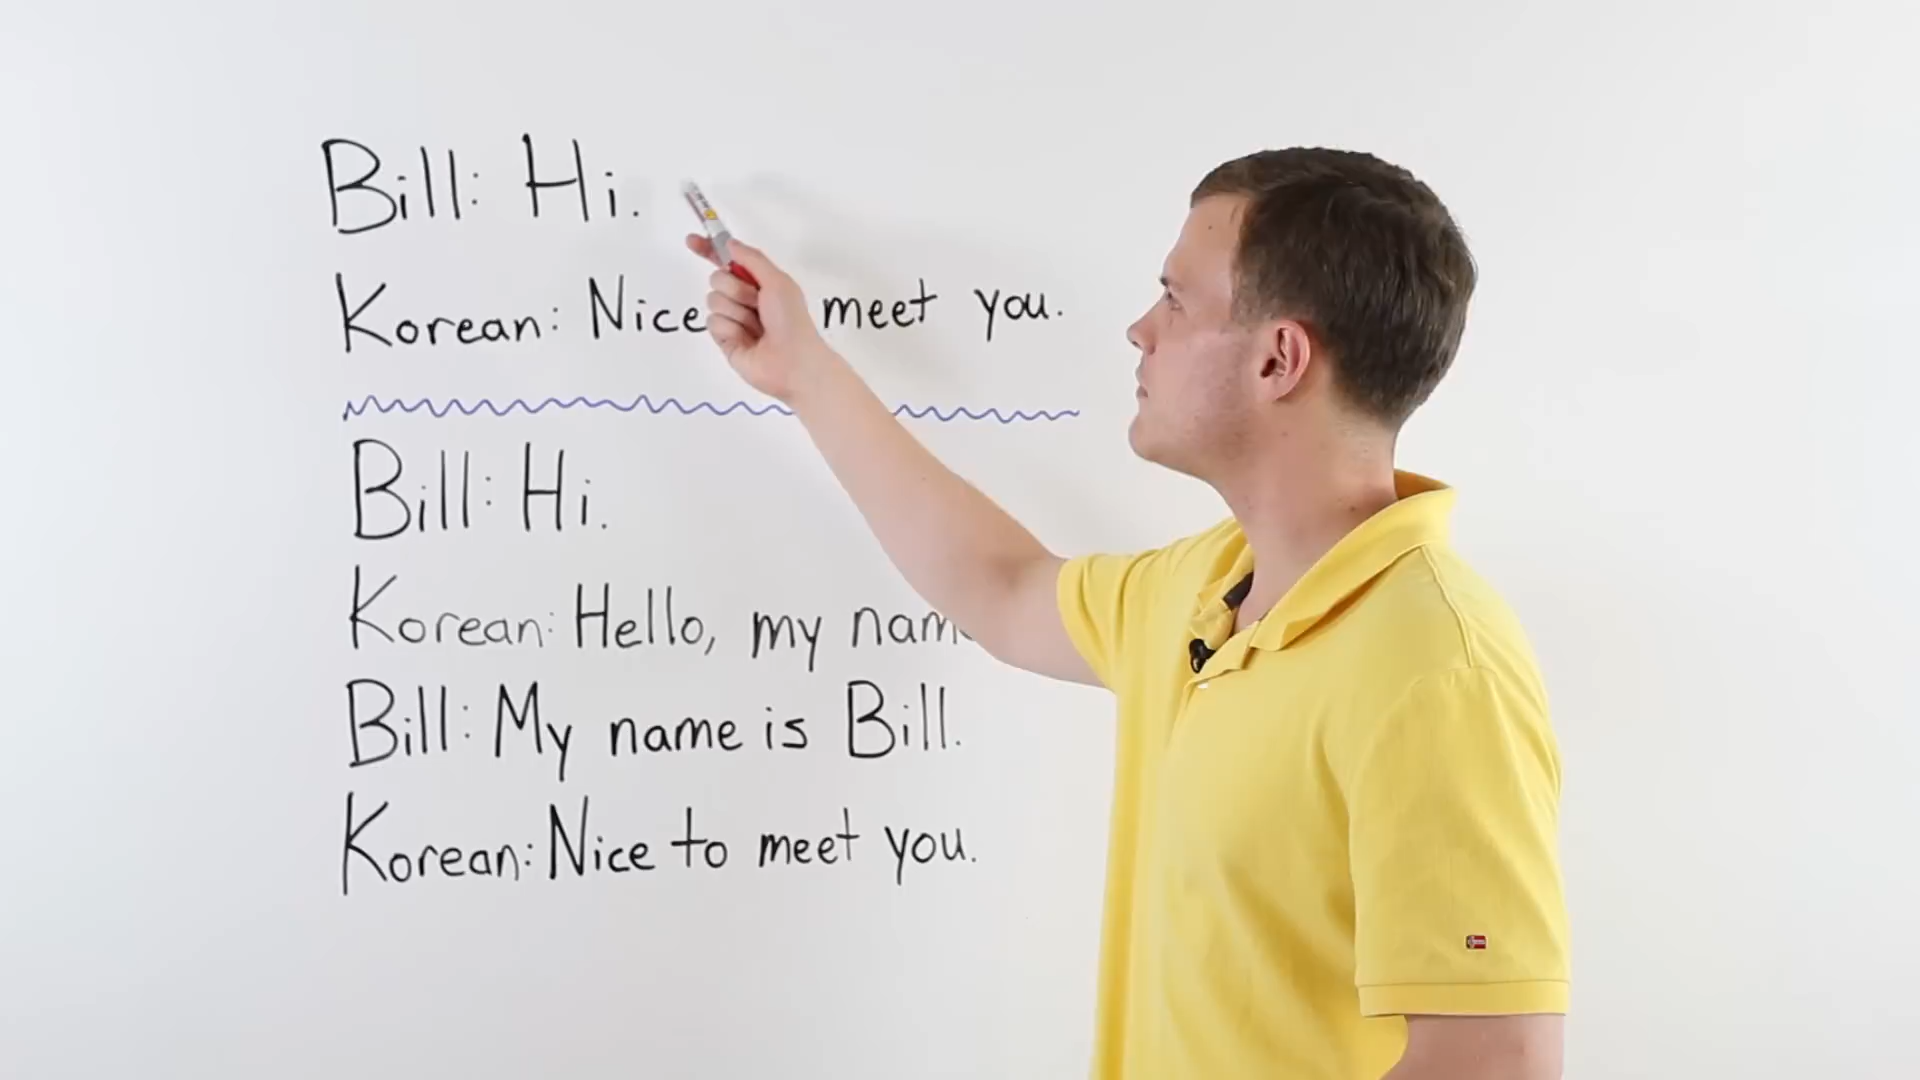 Bill: Hi.
Korean: Nice meet you.
Bill: Hi.
Korean: Hello, my
Bill: My name is Bill.
Korean: Nice to meet you.